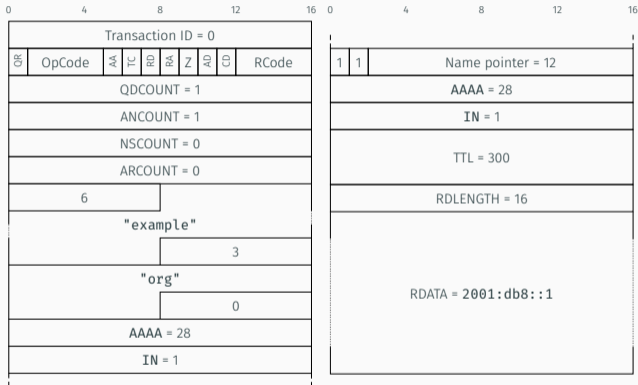 0 4 8 12 16
Transaction ID = 0
QR OpCode AA TC RD RA Z AD CD RCode
QDCOUNT = 1
ANCOUNT = 1
NSCOUNT = 0
ARCOUNT = 0
6
"example"
3
"org"
0
AAAA = 28
IN = 1
0 4 8 12 16
1 1 Name pointer = 12
AAAA = 28
IN = 1
TTL = 300
RDLENGTH = 16
RDATA = 2001:db8::1